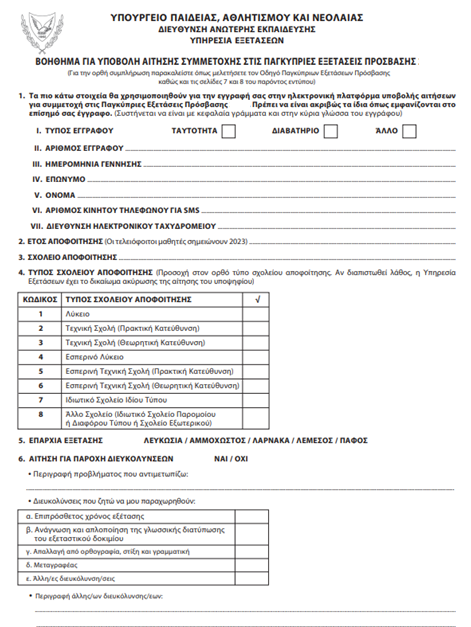 ΥΠΟΥΡΓΕΙΟ ΠΑΙΔΕΙΑΣ, ΑΘΛΗΤΙΣΜΟΥ ΚΑΙ ΝΕΟΛΑΙΑΣ
ΔΙΕΥΘΥΝΣΗ ΑΝΩΤΕΡΗΣ ΕΚΠΑΙΔΕΥΣΗΣ
ΥΠΗΡΕΣΙΑ ΕΞΕΤΑΣΕΩΝ
ΒΟΗΘΗΜΑ ΓΙΑ ΥΠΟΒΟΛΗ ΑΙΤΗΣΗΣ ΣΥΜΜΕΤΟΧΗΣ ΣΤΙΣ ΠΑΓΚΥΠΡΙΕΣ ΕΞΕΤΑΣΕΙΣ ΠΡΟΣΒΑΣΗΣ
(Για την ορθή συμπλήρωση παρακαλείστε όπως μελετήσετε τον Οδηγό Παγκύπριων Εξετάσεων Πρόσβασης
καθώς και τις σελίδες 7 και 8 του παρόντος εντύπου)
1. Τα πιο κάτω στοιχεία θα χρησιμοποιηθούν για την εγγραφή σας στην ηλεκτρονική πλατφόρμα υποβολής αιτήσεων
για συμμετοχή στις Παγκύπριες Εξετάσεις Πρόσβασης Πρέπει να είναι ακριβώς τα ίδια όπως εμφανίζονται στο
επίσημό σας έγγραφο. (Συστήνεται να είναι με κεφαλαία γράμματα και στην κύρια γλώσσα του εγγράφου)
I. ΤΥΠΟΣ ΕΓΓΡΑΦΟΥ ΤΑΥΤΟΤΗΤΑ ΔΙΑΒΑΤΗΡΙΟ ΑΛΛΟ
II. ΑΡΙΘΜΟΣ ΕΓΓΡΑΦΟΥ
III. ΗΜΕΡΟΜΗΝΙΑ ΓΕΝΝΗΣΗΣ
IV. ΕΠΩΝΥΜΟ
V. ΟΝΟΜΑ
VI. ΑΡΙΘΜΟΣ ΚΙΝΗΤΟΥ ΤΗΛΕΦΩΝΟΥ ΓΙΑ SMS
VII. ΔΙΕΥΘΥΝΣΗ ΗΛΕΚΤΡΟΝΙΚΟΥ ΤΑΧΥΔΡΟΜΕΙΟΥ
2. ΕΤΟΣ ΑΠΟΦΟΙΤΗΣΗΣ (Οι τελειόφοιτοι μαθητές σημειώνουν 2023)
3. ΣΧΟΛΕΙΟ ΑΠΟΦΟΙΤΗΣΗΣ
4. ΤΥΠΟΣ ΣΧΟΛΕΙΟΥ ΑΠΟΦΟΙΤΗΣΗΣ (Προσοχή στον ορθό τύπο σχολείου αποφοίτησης. Αν διαπιστωθεί λάθος, η Υπηρεσία
Εξετάσεων έχει το δικαίωμα ακύρωσης της αίτησης του υποψηφίου)
ΚΩΔΙΚΟΣ ΤΥΠΟΣ ΣΧΟΛΕΙΟΥ ΑΠΟΦΟΙΤΗΣΗΣ √
1 Λύκειο
2 Τεχνική Σχολή (Πρακτική Κατεύθυνση)
3 Τεχνική Σχολή (Θεωρητική Κατεύθυνση)
4 Εσπερινό Λύκειο
5 Εσπερινή Τεχνική Σχολή (Πρακτική Κατεύθυνση)
6 Εσπερινή Τεχνική Σχολή (Θεωρητική Κατεύθυνση)
7 Ιδιωτικό Σχολείο Ιδίου Τύπου
8 Άλλο Σχολείο (Ιδιωτικό Σχολείο Παρομοίου
ή Διαφόρου Τύπου ή Σχολείο Εξωτερικού)
5. ΕΠΑΡΧΙΑ ΕΞΕΤΑΣΗΣ ΛΕΥΚΩΣΙΑ / ΑΜΜΟΧΩΣΤΟΣ / ΛΑΡΝΑΚΑ / ΛΕΜΕΣΟΣ / ΠΑΦΟΣ
6. ΑΙΤΗΣΗ ΓΙΑ ΠΑΡΟΧΗ ΔΙΕΥΚΟΛΥΝΣΕΩΝ ΝΑΙ / ΟΧΙ
• Περιγραφή προβλήματος που αντιμετωπίζω:
• Διευκολύνσεις που ζητώ να μου παραχωρηθούν:
α. Επιπρόσθετος χρόνος εξέτασης
β. Ανάγνωση και απλοποίηση της γλωσσικής διατύπωσης
του εξεταστικού δοκιμίου
γ. Απαλλαγή από ορθογραφία, στίξη και γραμματική
δ. Μεταγραφέας
ε. Άλλη/ες διευκόλυνση/σεις
• Περιγραφή άλλης/ων διευκόλυνσης/εων: